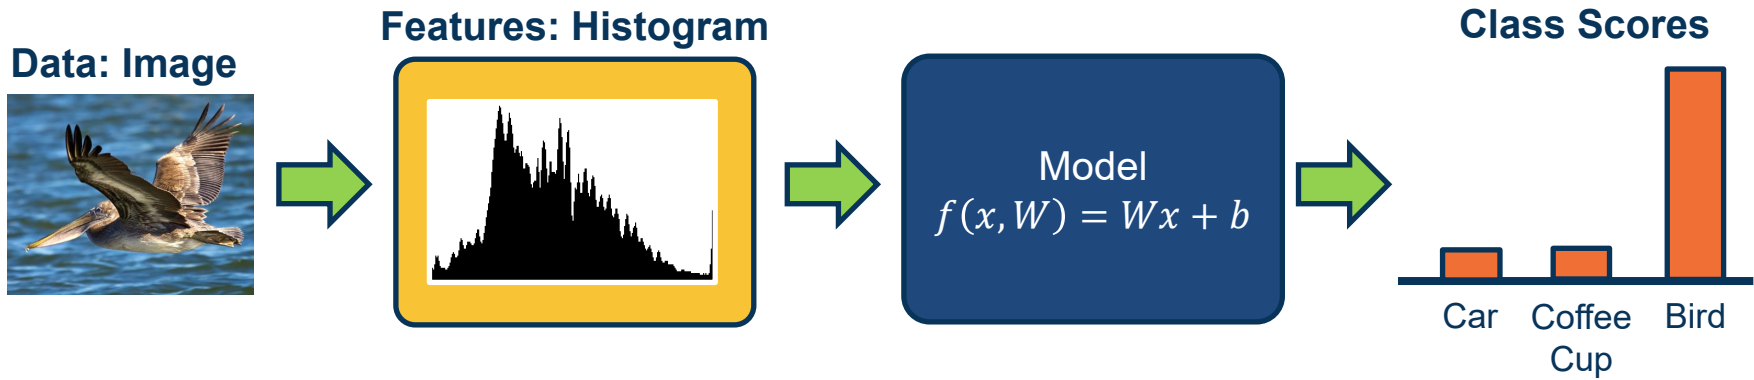 Data: Image
Features: Histogram
Model
f(x, W) = Wx + b
Class Scores
Car
Coffee
Cup
Bird